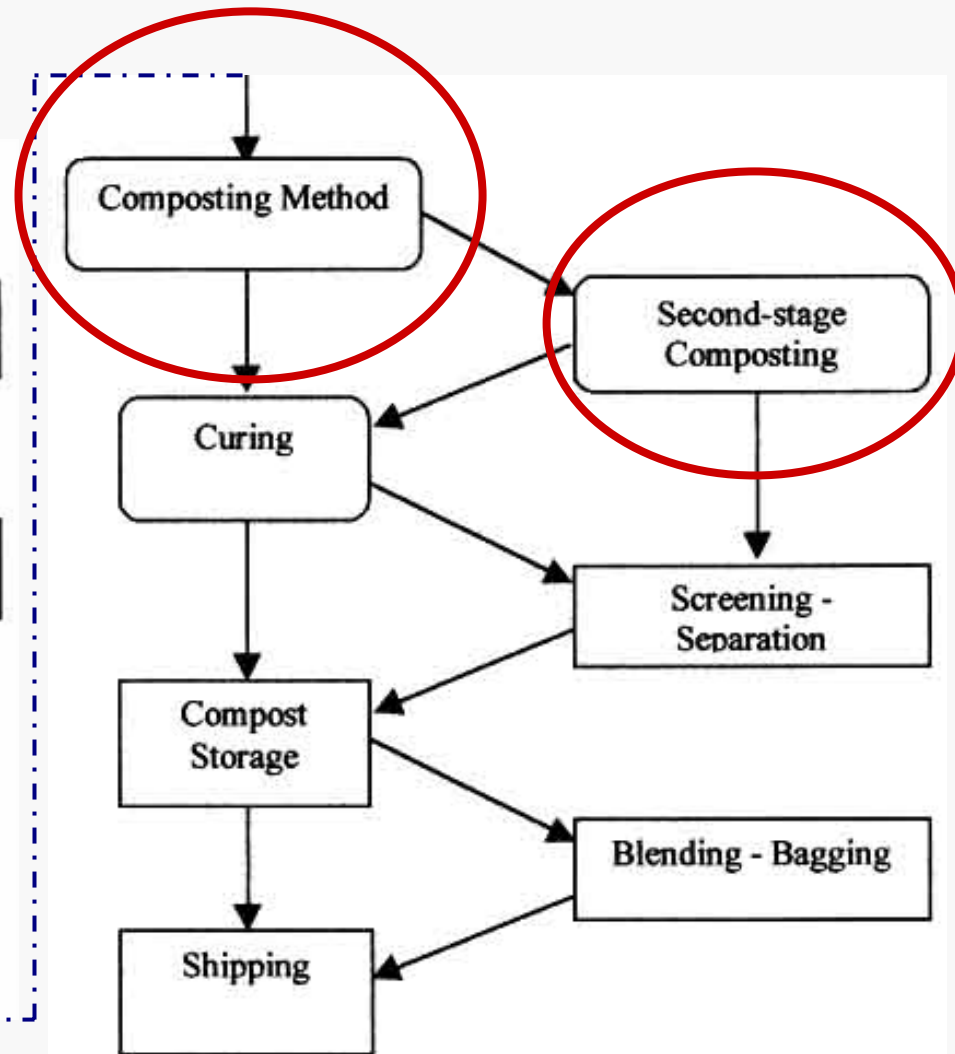 Composting Method
Second-stage
Composting
Curing
Screening -
Separation
Compost
Storage
Blending - Bagging
Shipping